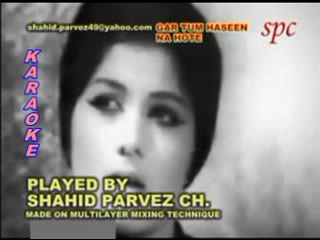 shahid.parvez49@yahoo.com
GAR TUM HASEEN
NA HOTE
spc
KARAOKE
PLAYED BY
SHAHID PARVEZ CH.
MADE ON MULTILAYER MIXING TECHNIQUE